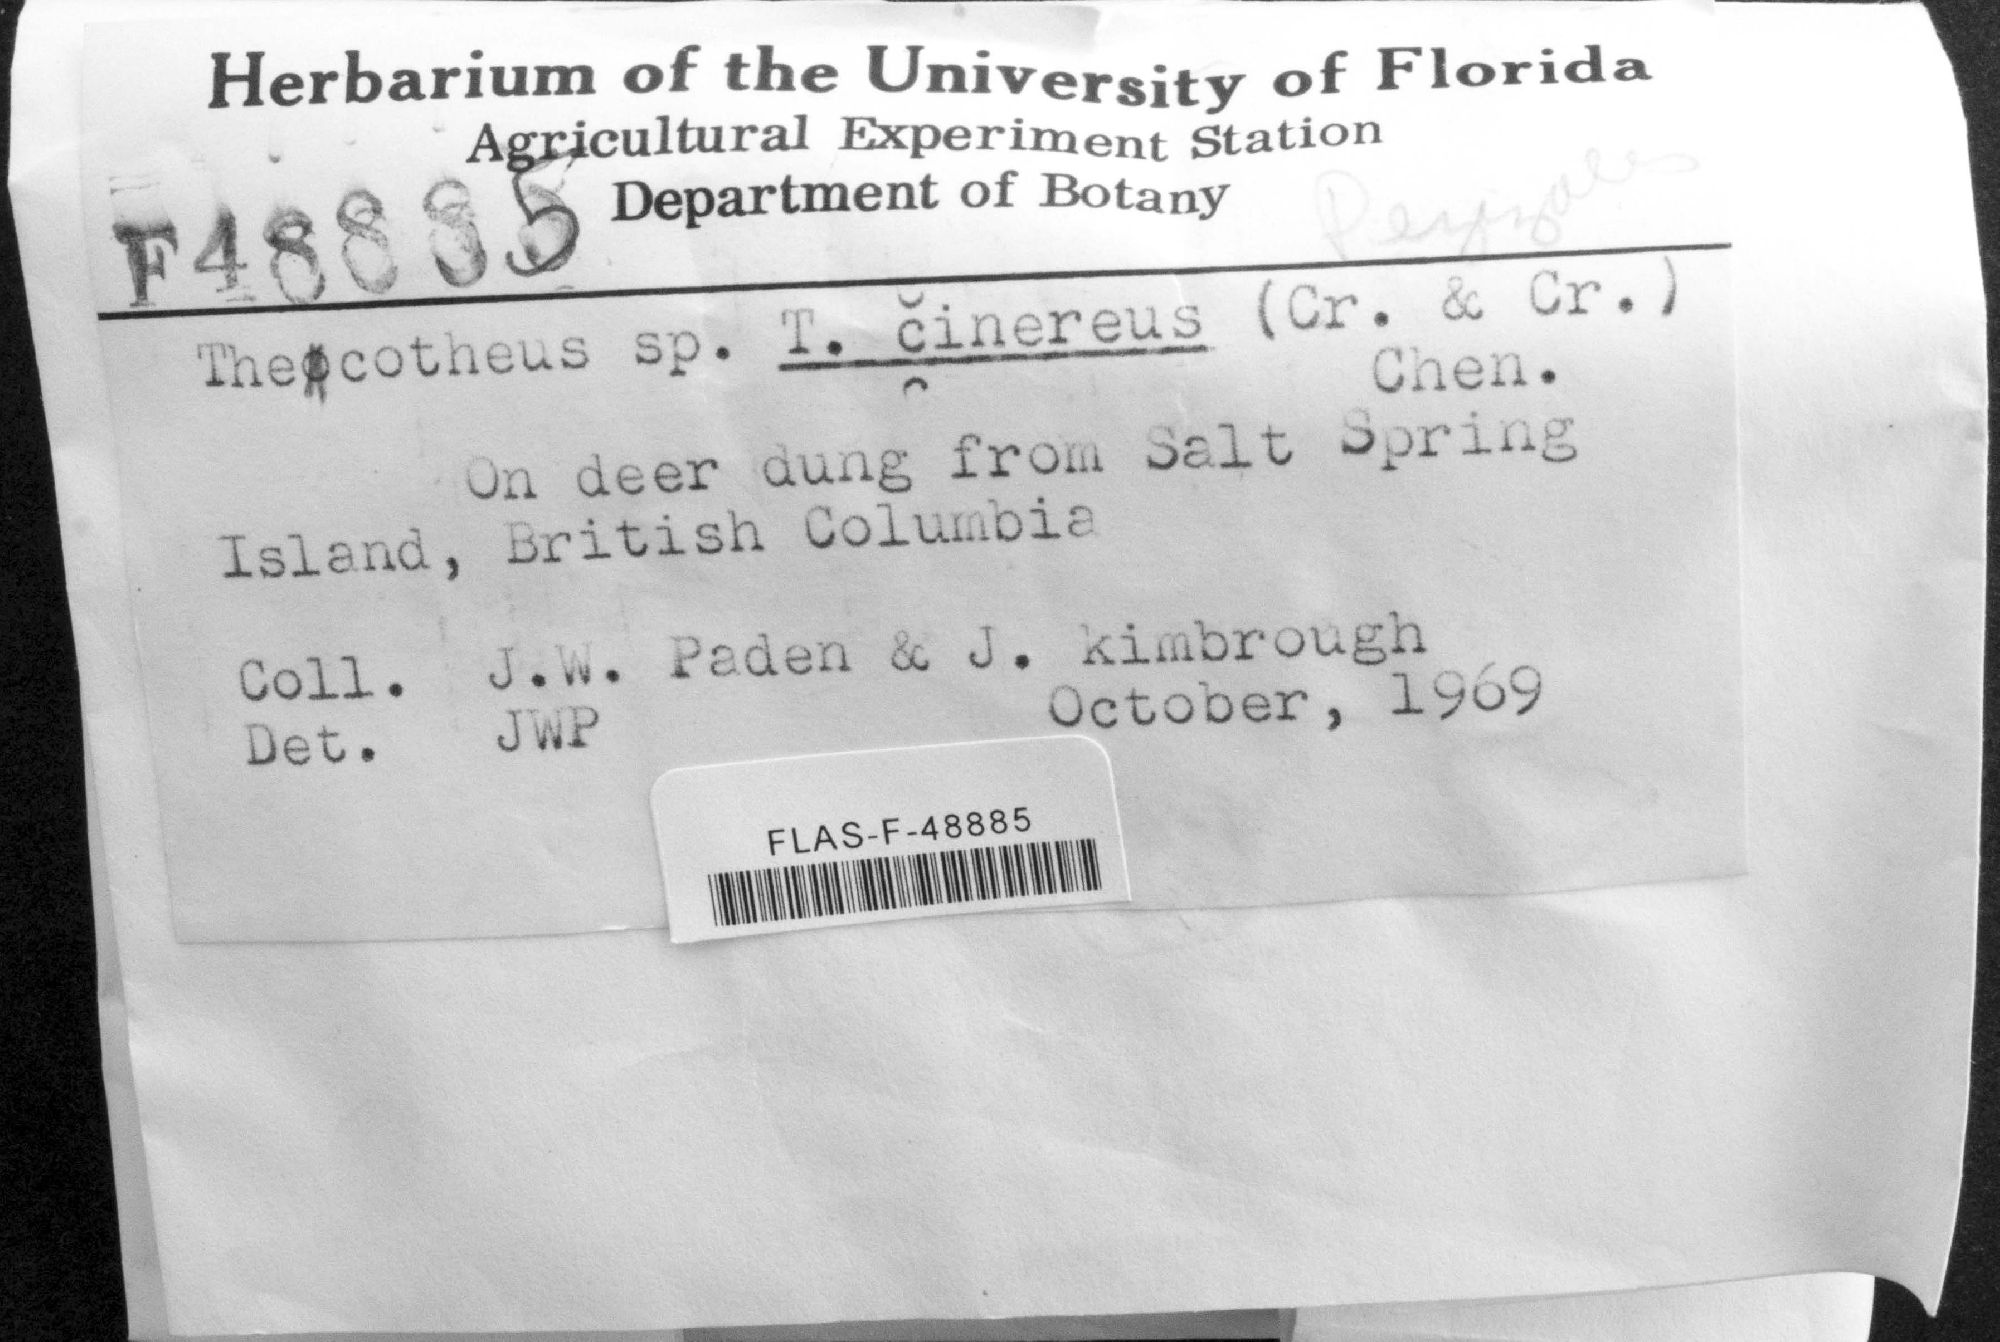 Herbarium of the University of Florida
Agricultural Experiment Station
Department of Botany
Pezizales
F48885
Thecotheus sp. T. cinereus (Cr. & Cr.)
Chen.
On deer dung from Salt Spring
Island, British Columbia
Coll. J.W. Paden & J. kimbrough
October, 1969
Det. JWP
FLAS-F-48885